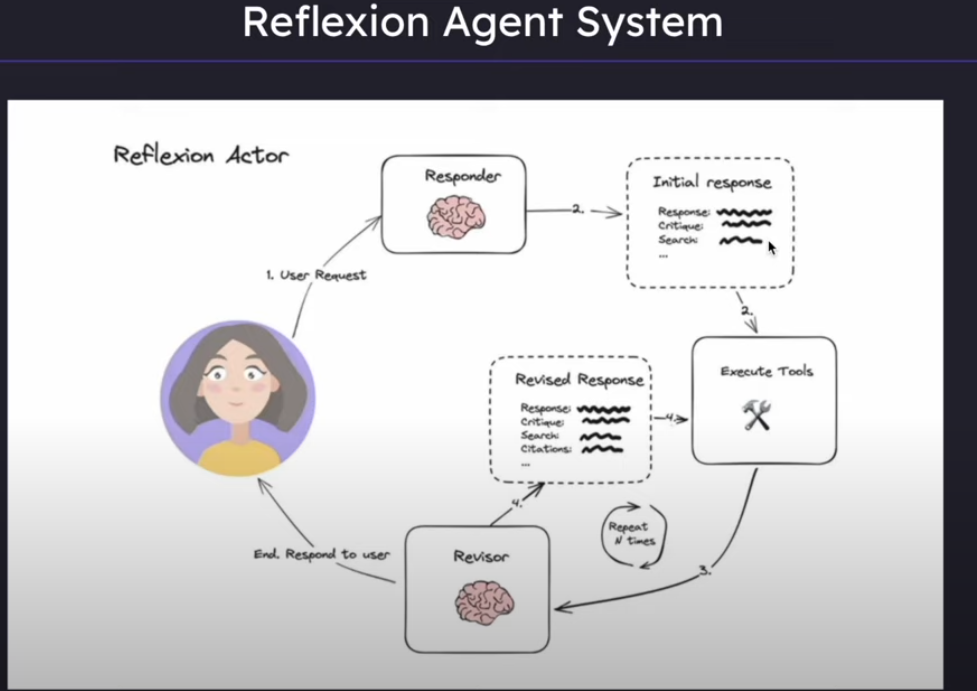 Reflexion Agent System
Reflexion Actor
Responder
2.
Initial response
Response:
Critique:
Search:
...
1. User Request
2.
Execute Tools
Revised Response
Response:
Critique:
Search:
Citations:
...
4.
4.
Repeat
N times
3.
Revisor
End. Respond to user